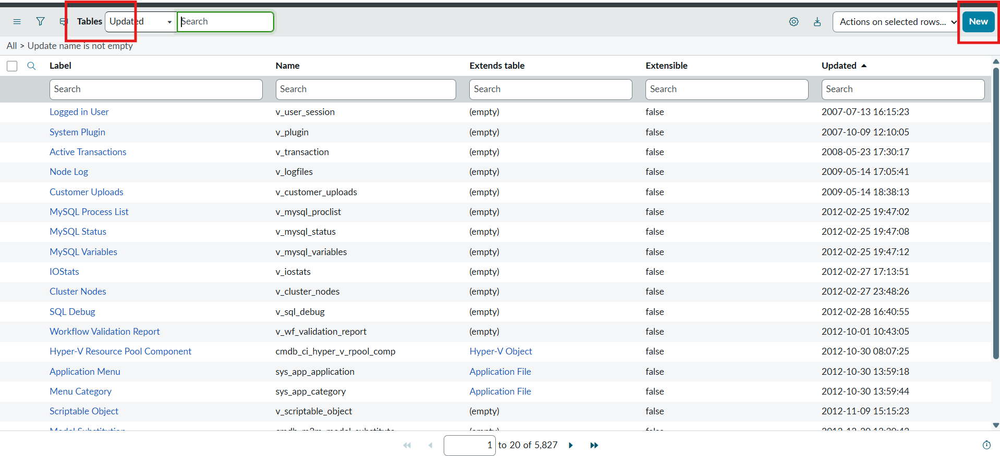 Tables Updated Search Actions on selected rows... New
All > Update name is not empty
Label Name Extends table Extensible Updated
Search Search Search Search Search
Logged in User v_user_session (empty) false 2007-07-13 16:15:23
System Plugin v_plugin (empty) false 2007-10-09 12:10:05
Active Transactions v_transaction (empty) false 2008-05-23 17:30:17
Node Log v_logfiles (empty) false 2009-05-14 17:05:41
Customer Uploads v_customer_uploads (empty) false 2009-05-14 18:38:13
MySQL Process List v_mysql_proclist (empty) false 2012-02-25 19:47:02
MySQL Status v_mysql_status (empty) false 2012-02-25 19:47:08
MySQL Variables v_mysql_variables (empty) false 2012-02-25 19:47:12
IOStats v_iostats (empty) false 2012-02-27 17:13:51
Cluster Nodes v_cluster_nodes (empty) false 2012-02-27 23:48:26
SQL Debug v_sql_debug (empty) false 2012-02-28 16:40:55
Workflow Validation Report v_wf_validation_report (empty) false 2012-10-01 10:43:05
Hyper-V Resource Pool Component cmdb_ci_hyper_v_rpool_comp Hyper-V Object false 2012-10-30 08:07:25
Application Menu sys_app_application Application File false 2012-10-30 13:59:18
Menu Category sys_app_category Application File false 2012-10-30 13:59:44
Scriptable Object v_scriptable_object (empty) false 2012-11-09 15:15:23
1 to 20 of 5,827